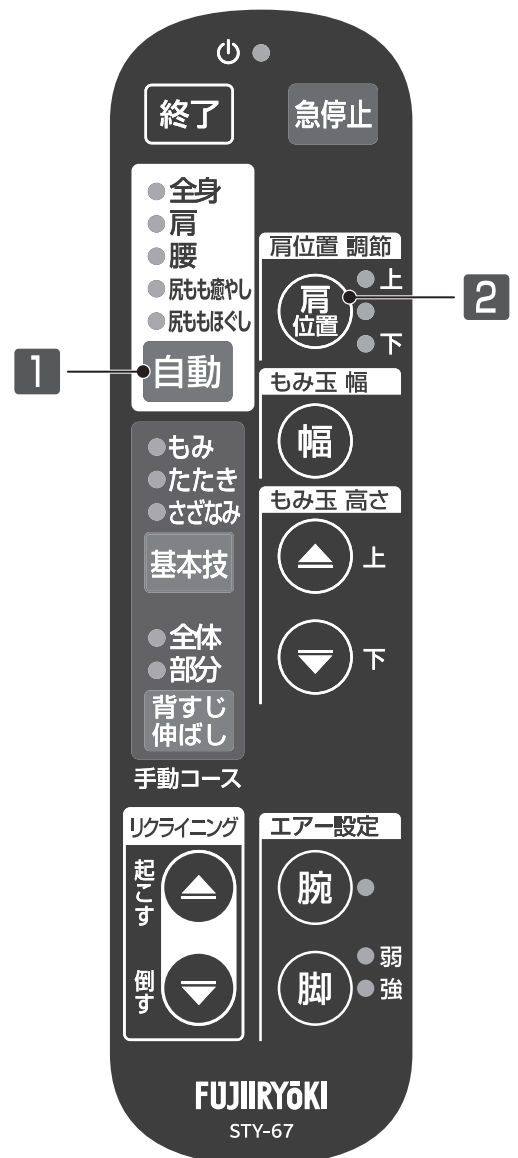 終了
急停止
全身
肩
腰
尻もも癒やし
尻ももほぐし
1
自動
肩位置 調節
肩
位置
上
下
2
もみ玉 幅
幅
もみ
たたき
さざなみ
基本技
もみ玉 高さ
上
下
全体
部分
背すじ
伸ばし
手動コース
リクライニング
起こす
倒す
エアー設定
腕
脚
弱
強
FUJIIRYōKI
STY-67